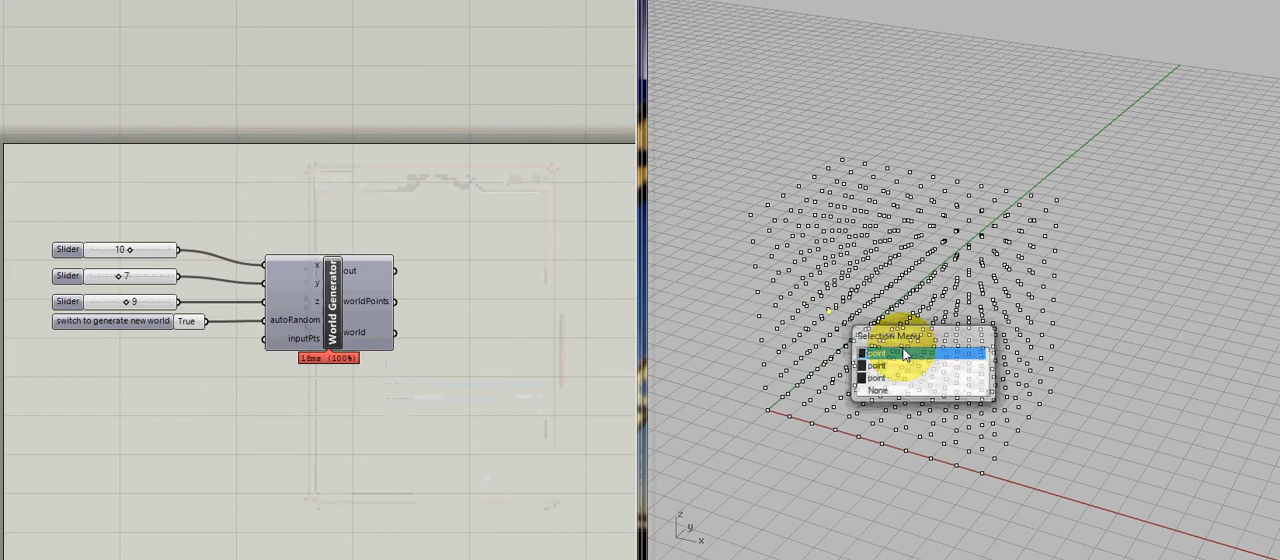 Slider 10
Slider 7
Slider 9
switch to generate new world True
x
y
z
autoRandom
inputPts
World Generator
out
worldPoints
world
18ms (100%)
Selection Menu
point
point
point
None
z
y
x